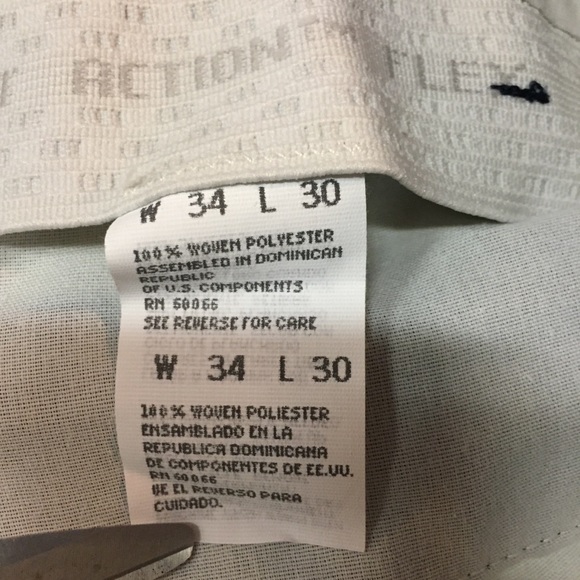 ACTION FLEX
W 34 L 30
100% WOVEN POLYESTER
ASSEMBLED IN DOMINICAN
REPUBLIC
OF U.S. COMPONENTS
RN 60066
SEE REVERSE FOR CARE
W 34 L 30
100% WOVEN POLIESTER
ENSAMBLADO EN LA
REPUBLICA DOMINICANA
DE COMPONENTES DE EE.UU.
RN 60066
VE EL REVERSO PARA
CUIDADO.